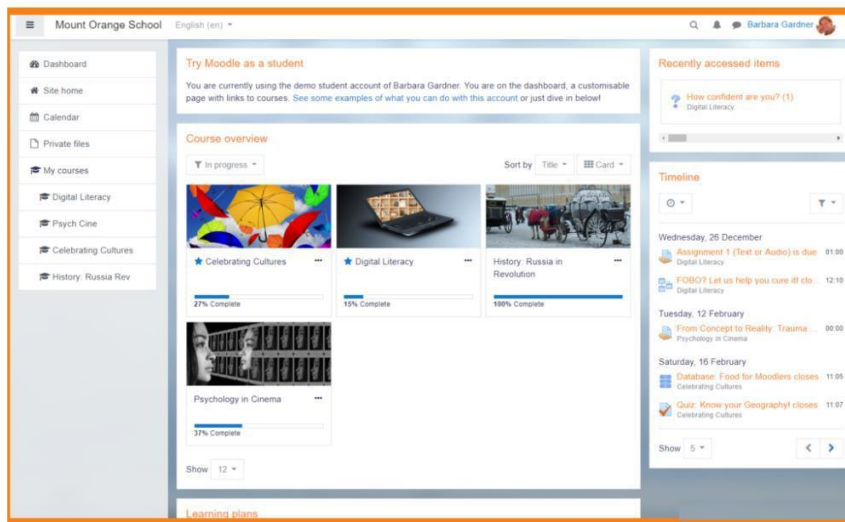 Mount Orange School English (en)
Barbara Gardner
Dashboard
Site home
Calendar
Private files
My courses
Digital Literacy
Psych Cine
Celebrating Cultures
History: Russia Rev
Try Moodle as a student
You are currently using the demo student account of Barbara Gardner. You are on the dashboard, a customisable
page with links to courses. See some examples of what you can do with this account or just dive in below!
Course overview
In progress Sort by Title Card
Celebrating Cultures ...
27% Complete
Digital Literacy ...
15% Complete
History: Russia in ...
Revolution
100% Complete
Psychology in Cinema ...
37% Complete
Show 12
Learning plans
Recently accessed items
How confident are you? (1)
Digital Literacy
Timeline
Wednesday, 26 December
Assignment 1 (Text or Audio) is due 01:00
Digital Literacy
FOBO? Let us help you cure it! clo... 12:10
Digital Literacy
Tuesday, 12 February
From Concept to Reality: Trauma ... 00:00
Psychology in Cinema
Saturday, 16 February
Database: Food for Moodlers closes 11:05
Celebrating Cultures
Quiz: Know your Geography! closes 11:07
Celebrating Cultures
Show 5